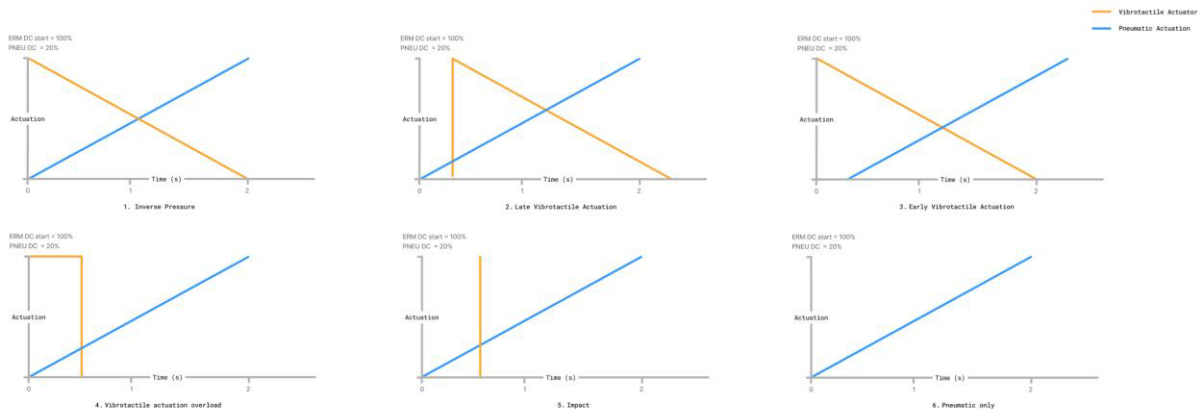 Vibrotactile Actuator
Pneumatic Actuation
ERM DC start = 100%
PNEU DC = 20%
Actuation
Time (s)
0
1
2
1. Inverse Pressure
ERM DC start = 100%
PNEU DC = 20%
Actuation
Time (s)
0
1
2
2. Late Vibrotactile Actuation
ERM DC start = 100%
PNEU DC = 20%
Actuation
Time (s)
0
1
2
3. Early Vibrotactile Actuation
ERM DC start = 100%
PNEU DC = 20%
Actuation
Time (s)
0
1
2
4. Vibrotactile actuation overload
ERM DC start = 100%
PNEU DC = 20%
Actuation
Time (s)
0
1
2
5. Impact
ERM DC start = 100%
PNEU DC = 20%
Actuation
Time (s)
0
1
2
6. Pneumatic only